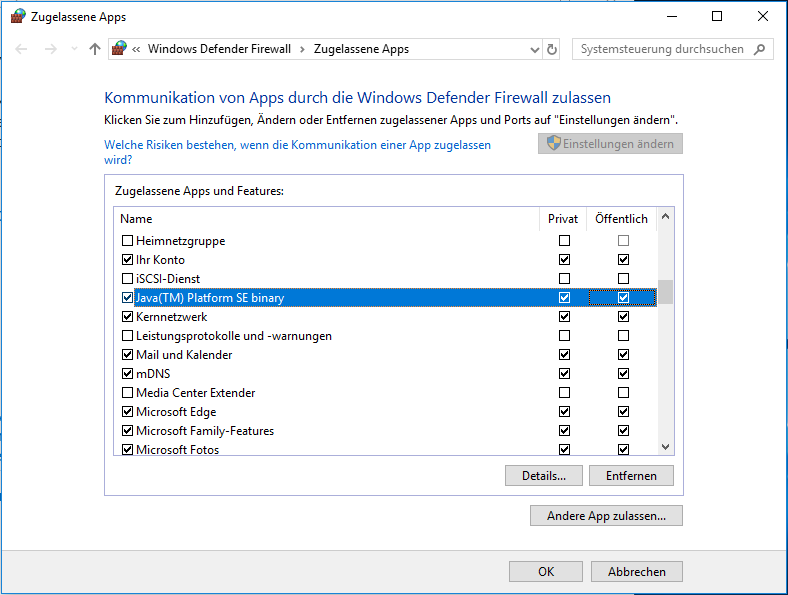 Zugelassene Apps
« Windows Defender Firewall › Zugelassene Apps
Systemsteuerung durchsuchen
Kommunikation von Apps durch die Windows Defender Firewall zulassen
Klicken Sie zum Hinzufügen, Ändern oder Entfernen zugelassener Apps und Ports auf "Einstellungen ändern".
Welche Risiken bestehen, wenn die Kommunikation einer App zugelassen
wird?
Einstellungen ändern
Zugelassene Apps und Features:
Name Privat Öffentlich
Heimnetzgruppe
Ihr Konto
iSCSI-Dienst
Java(TM) Platform SE binary
Kernnetzwerk
Leistungsprotokolle und -warnungen
Mail und Kalender
mDNS
Media Center Extender
Microsoft Edge
Microsoft Family-Features
Microsoft Fotos
Details... Entfernen
Andere App zulassen...
OK Abbrechen